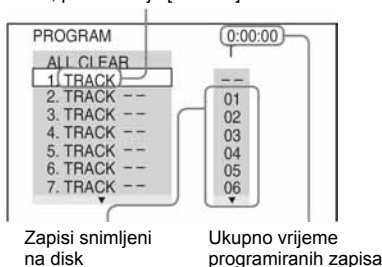 PROGRAM 0:00:00
ALL CLEAR
1. TRACK – –
2. TRACK – – 01
3. TRACK – – 02
4. TRACK – – 03
5. TRACK – – 04
6. TRACK – – 05
7. TRACK – – 06
Zapisi snimljeni
na disk
Ukupno vrijeme
programiranih zapisa